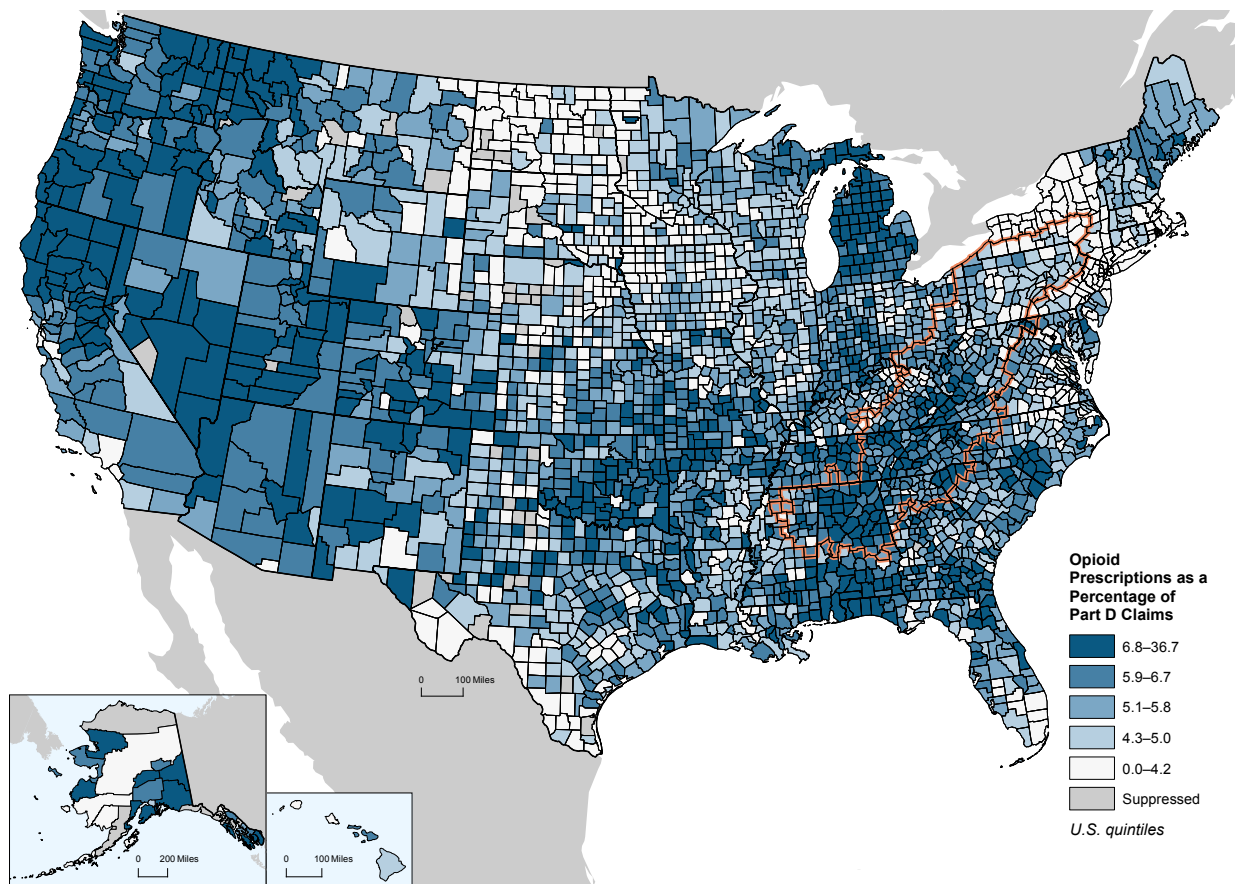 Opioid
Prescriptions as a
Percentage of
Part D Claims
6.8–36.7
5.9–6.7
5.1–5.8
4.3–5.0
0.0–4.2
Suppressed
U.S. quintiles
0 100 Miles
0 200 Miles
0 100 Miles